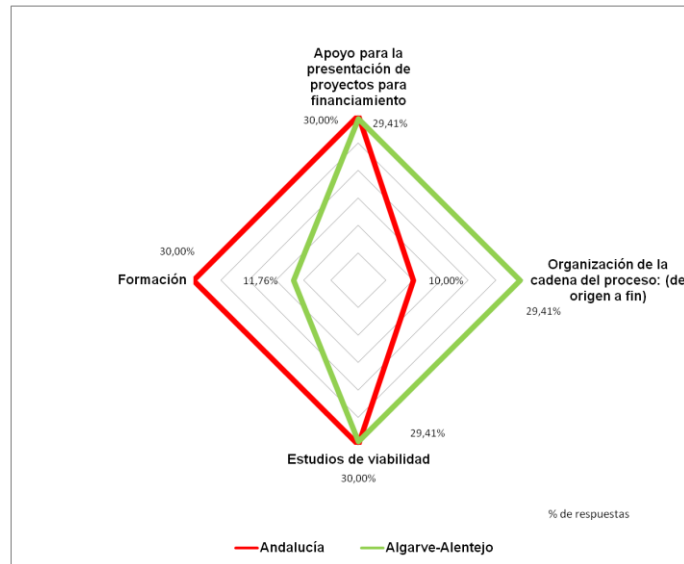 Apoyo para la
presentación de
proyectos para
financiamiento
30,00%
29,41%
30,00%
Formación
11,76%
10,00%
Organización de la
cadena del proceso: (de
origen a fin)
29,41%
29,41%
Estudios de viabilidad
30,00%
% de respuestas
Andalucía
Algarve-Alentejo